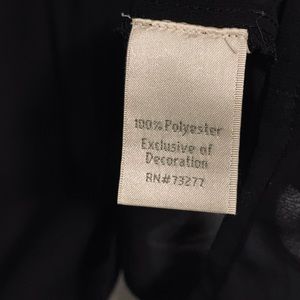 100% Polyester
Exclusive of
Decoration
RN#73277